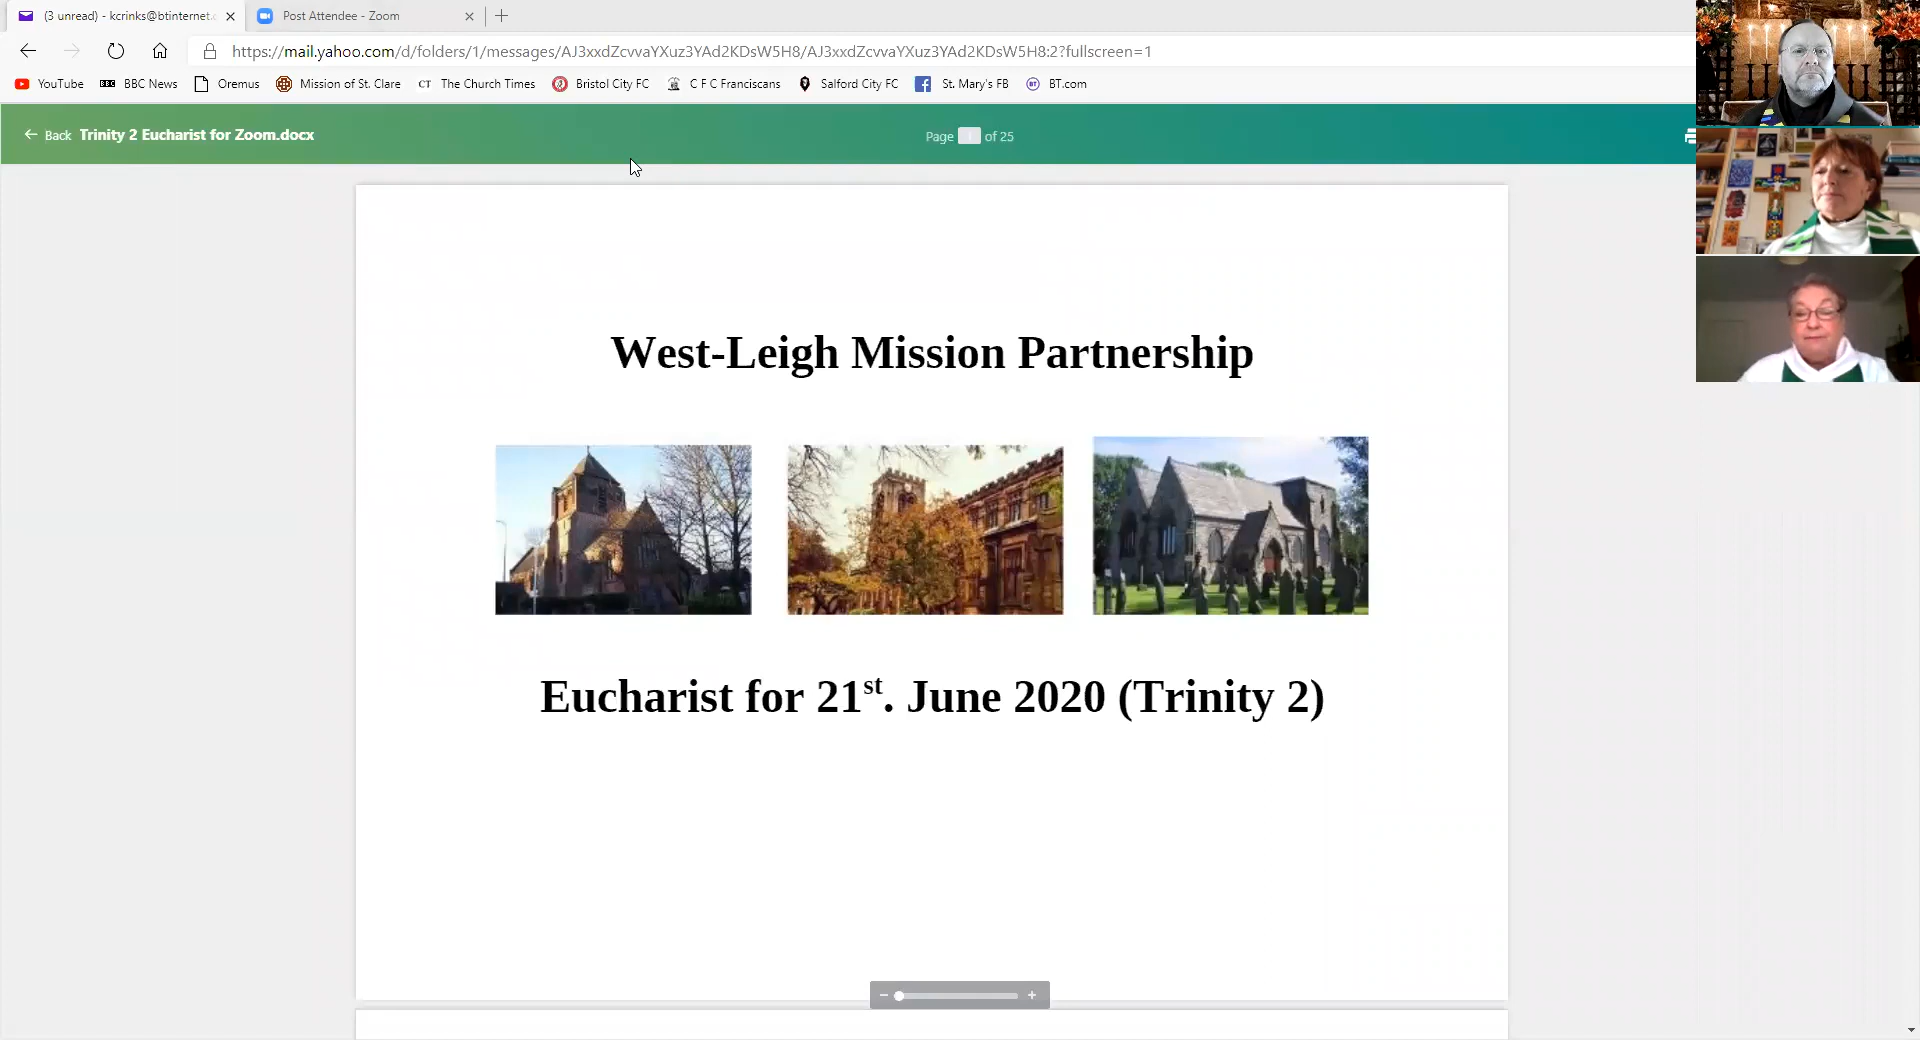 (3 unread) - kcrinks@btinternet.c
Post Attendee - Zoom
https://mail.yahoo.com/d/folders/1/messages/AJ3xxdZcvvaYXuz3YAd2KDsW5H8/AJ3xxdZcvvaYXuz3YAd2KDsW5H8:2?fullscreen=1
YouTube BBC News Oremus Mission of St. Clare CT The Church Times Bristol City FC C F C Franciscans Salford City FC St. Mary's FB BT.com
Back Trinity 2 Eucharist for Zoom.docx
Page 1 of 25
West-Leigh Mission Partnership
Eucharist for 21st. June 2020 (Trinity 2)